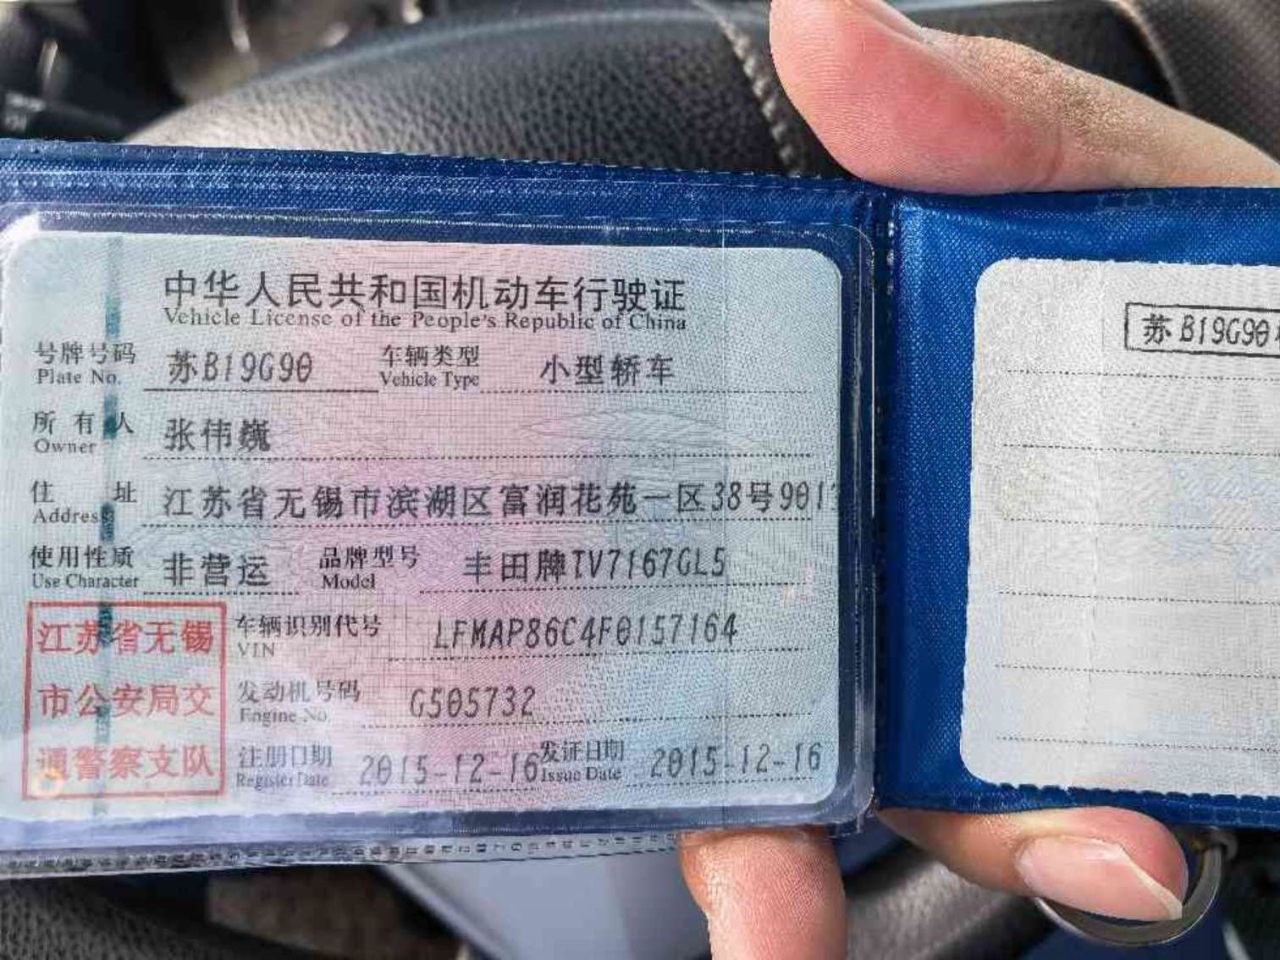 中华人民共和国机动车行驶证
Vehicle License of the People's Republic of China
号牌号码 苏B19G90 车辆类型 小型轿车
Plate No. Vehicle Type
所有人 张伟巍
Owner
住址 江苏省无锡市滨湖区富润花苑一区38号901
Address
使用性质 非营运 品牌型号 丰田牌TV7167GL5
Use Character Model
车辆识别代号 LFMAP86C4F0157164
VIN
发动机号码 G505732
Engine No.
注册日期 2015-12-16 发证日期 2015-12-16
Register Date Issue Date
江苏省无锡
市公安局交
通警察支队
苏B19G90